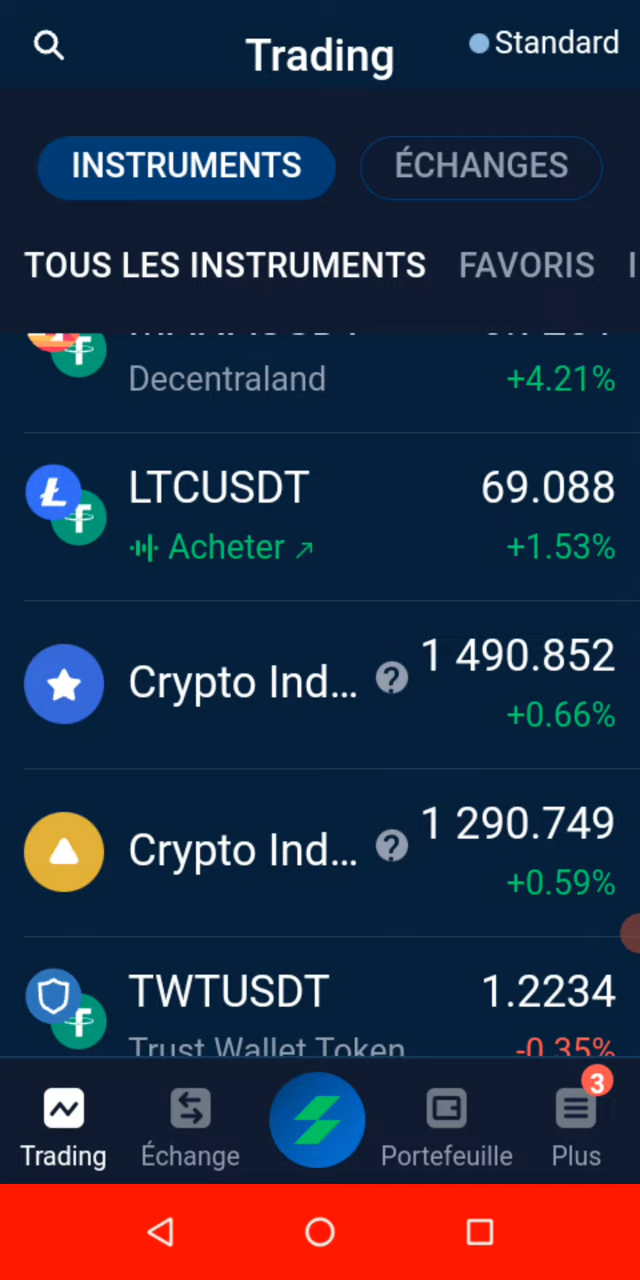 Trading
Standard
INSTRUMENTS
ÉCHANGES
TOUS LES INSTRUMENTS
FAVORIS
Decentraland
+4.21%
LTCUSDT
69.088
Acheter ↗
+1.53%
Crypto Ind...
1 490.852
+0.66%
Crypto Ind...
1 290.749
+0.59%
TWTUSDT
1.2234
Trust Wallet Token
-0.35%
3
Trading
Échange
Portefeuille
Plus